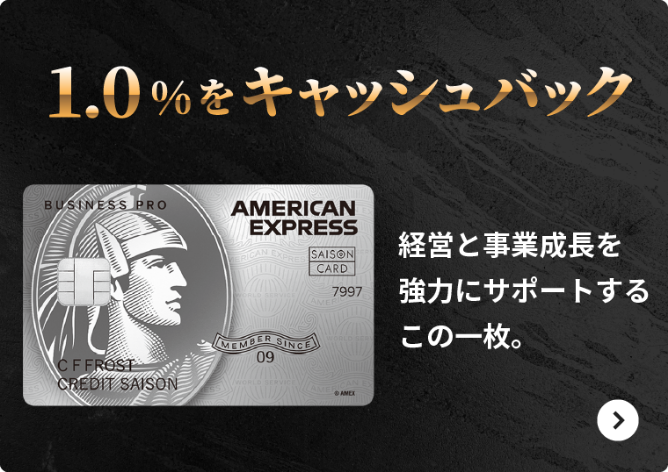 1.0%をキャッシュバック
BUSINESS PRO
AMERICAN
EXPRESS
SAISON
CARD
7997
MEMBER SINCE
09
C F FROST
CREDIT SAISON
© AMEX
経営と事業成長を
強力にサポートする
この一枚。